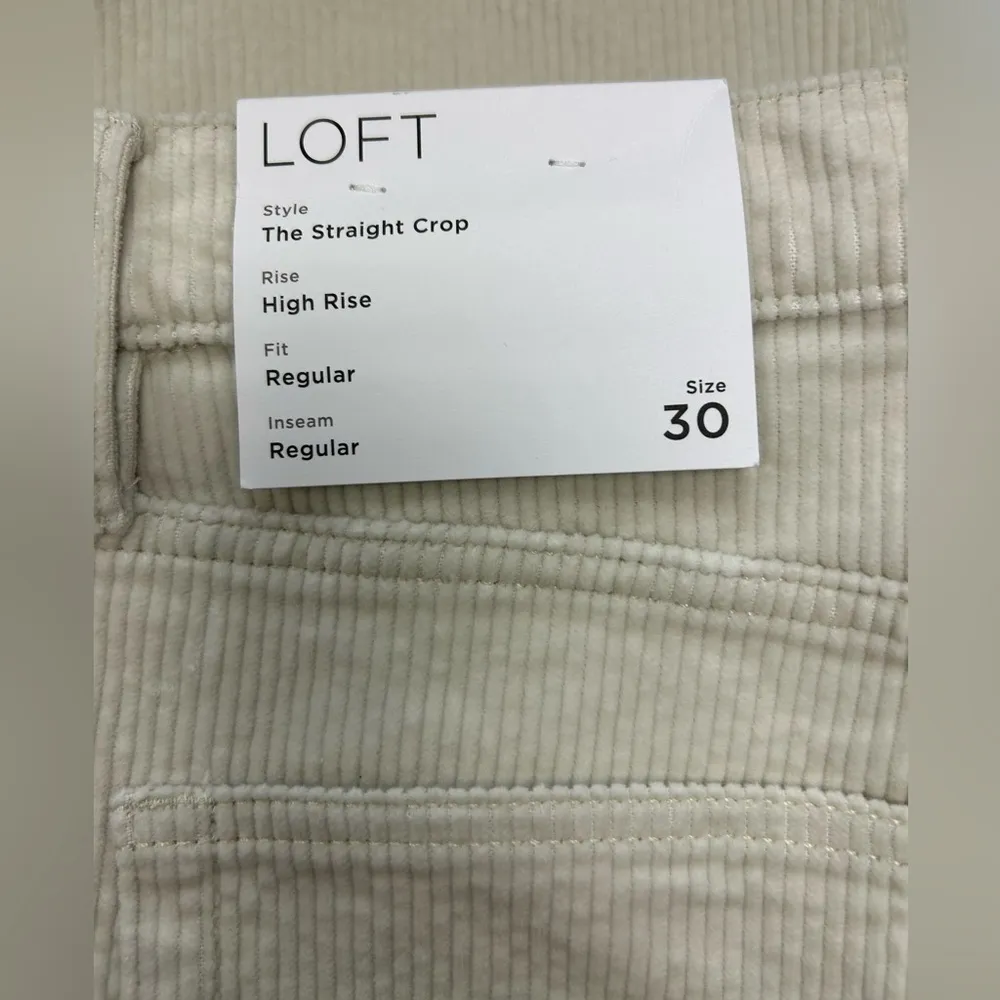 LOFT
Style
The Straight Crop
Rise
High Rise
Fit
Regular
Inseam
Regular
Size
30